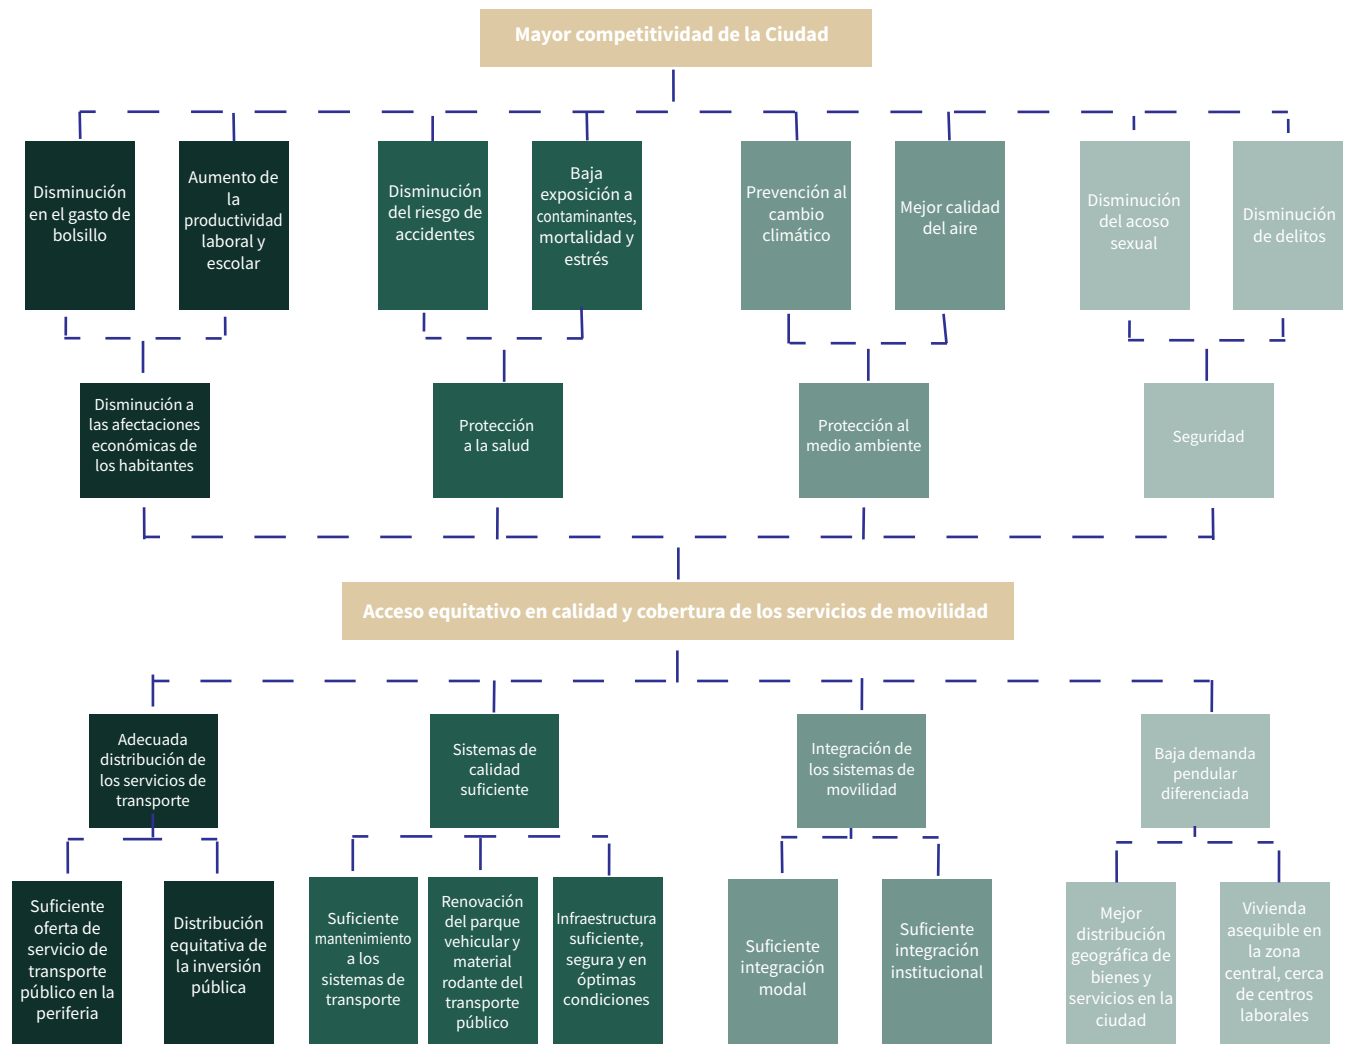 Mayor competitividad de la Ciudad
Disminución
en el gasto de
bolsillo
Aumento de
la
productividad
laboral y
escolar
Disminución
del riesgo de
accidentes
Baja
exposición a
contaminantes,
mortalidad y
estrés
Prevención al
cambio
climático
Mejor calidad
del aire
Disminución
del acoso
sexual
Disminución
de delitos
Disminución a
las afectaciones
económicas de
los habitantes
Protección
a la salud
Protección al
medio ambiente
Seguridad
Acceso equitativo en calidad y cobertura de los servicios de movilidad
Adecuada
distribución de
los servicios de
transporte
Sistemas de
calidad
suficiente
Integración de
los sistemas de
movilidad
Baja demanda
pendular
diferenciada
Suficiente
oferta de
servicio de
transporte
público en la
periferia
Distribución
equitativa de
la inversión
pública
Suficiente
mantenimiento
a los
sistemas de
transporte
Renovación
del parque
vehicular y
material
rodante del
transporte
público
Infraestructura
suficiente,
segura y en
óptimas
condiciones
Suficiente
integración
modal
Suficiente
integración
institucional
Mejor
distribución
geográfica de
bienes y
servicios en la
ciudad
Vivienda
asequible en
la zona
central, cerca
de centros
laborales